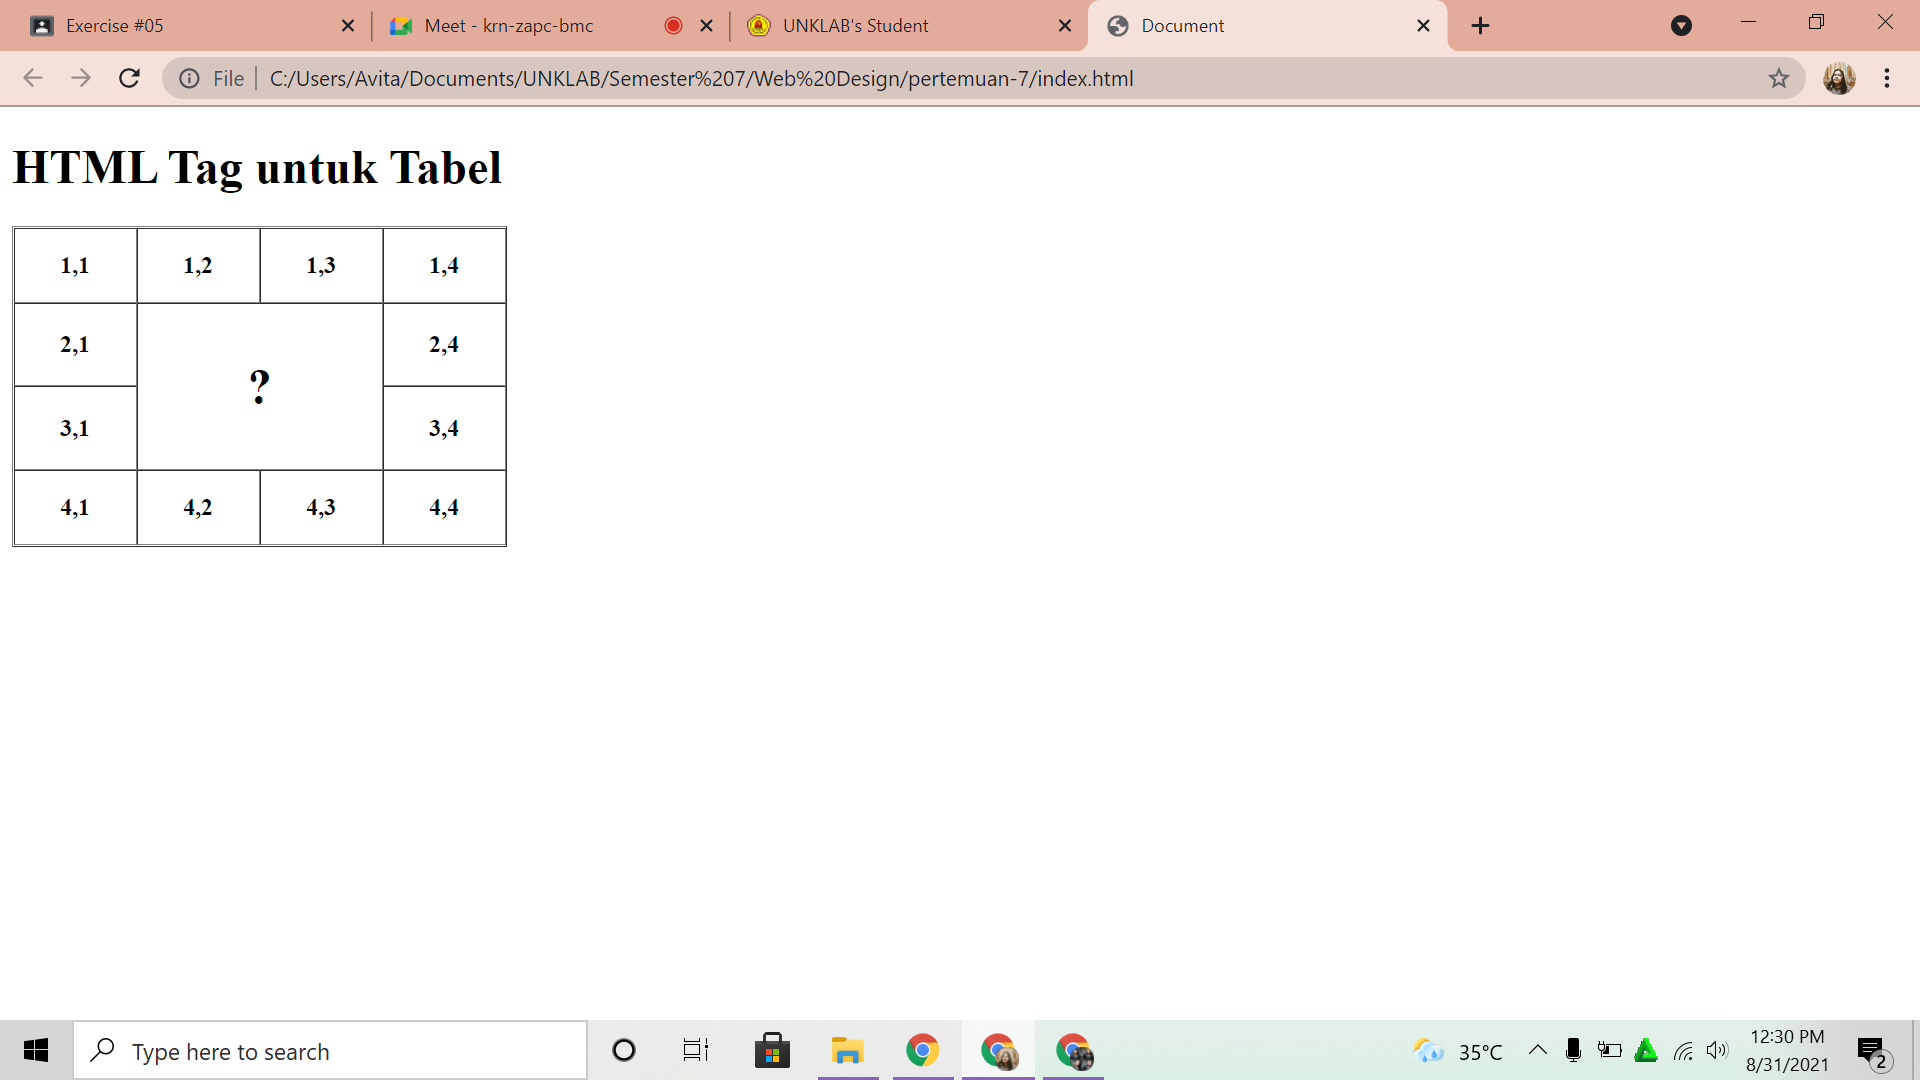 Exercise #05
Meet - krn-zapc-bmc
UNKLAB's Student
Document
File
C:/Users/Avita/Documents/UNKLAB/Semester%207/Web%20Design/pertemuan-7/index.html
HTML Tag untuk Tabel
1,1 1,2 1,3 1,4
2,1 2,4
?
3,1 3,4
4,1 4,2 4,3 4,4
Type here to search
35°C
12:30 PM
8/31/2021
2